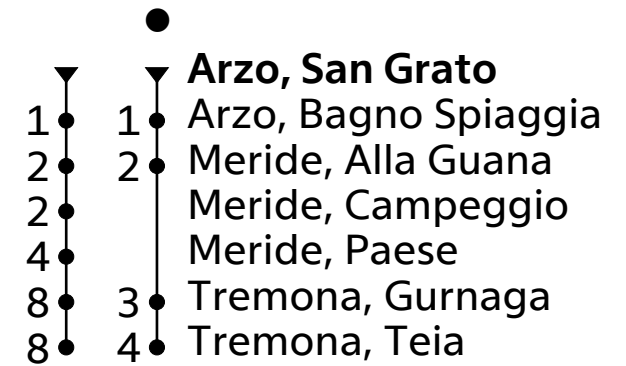 ●
Arzo, San Grato
1 1 Arzo, Bagno Spiaggia
2 2 Meride, Alla Guana
2 Meride, Campeggio
4 Meride, Paese
8 3 Tremona, Gurnaga
8 4 Tremona, Teia